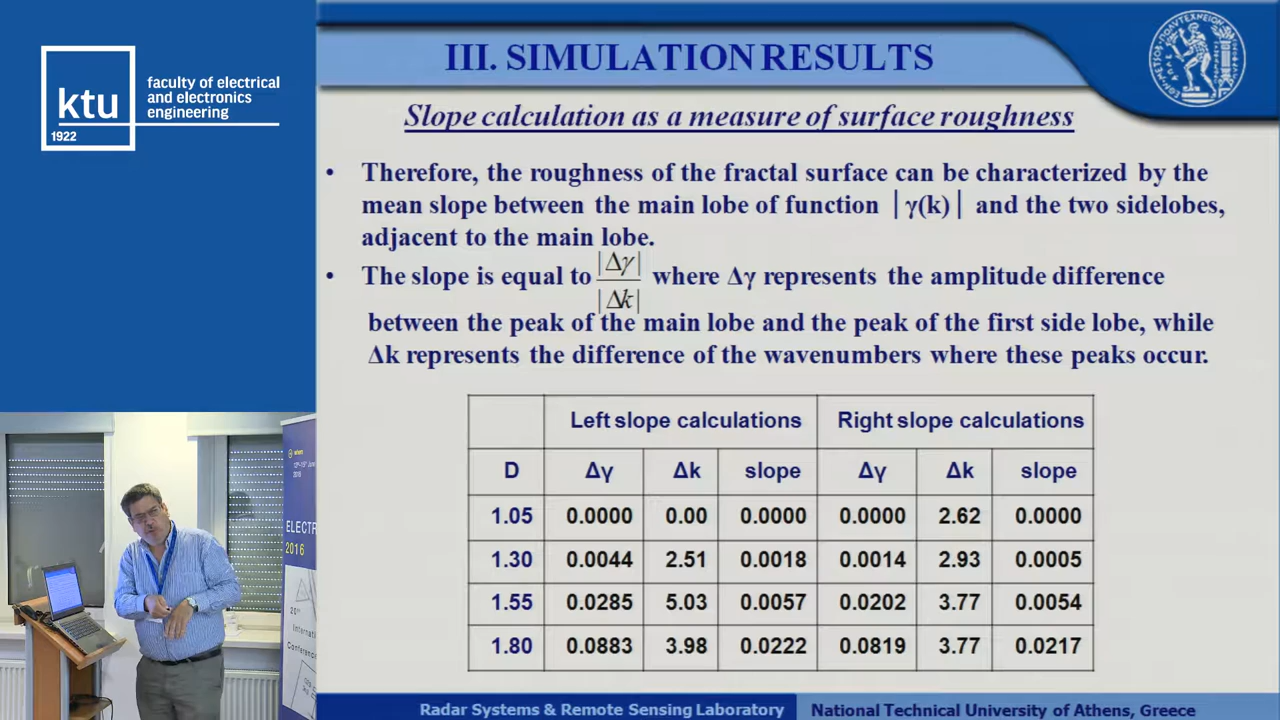 ktu
1922
faculty of electrical
and electronics
engineering
III. SIMULATION RESULTS
Slope calculation as a measure of surface roughness
• Therefore, the roughness of the fractal surface can be characterized by the
mean slope between the main lobe of function |γ(k)| and the two sidelobes,
adjacent to the main lobe.
• The slope is equal to |Δγ| / |Δk| where Δγ represents the amplitude difference
between the peak of the main lobe and the peak of the first side lobe, while
Δk represents the difference of the wavenumbers where these peaks occur.
Left slope calculations Right slope calculations
D Δγ Δk slope Δγ Δk slope
1.05 0.0000 0.00 0.0000 0.0000 2.62 0.0000
1.30 0.0044 2.51 0.0018 0.0014 2.93 0.0005
1.55 0.0285 5.03 0.0057 0.0202 3.77 0.0054
1.80 0.0883 3.98 0.0222 0.0819 3.77 0.0217
Radar Systems & Remote Sensing Laboratory National Technical University of Athens, Greece
ELECTR
2016
20th
Internati
Conferenc